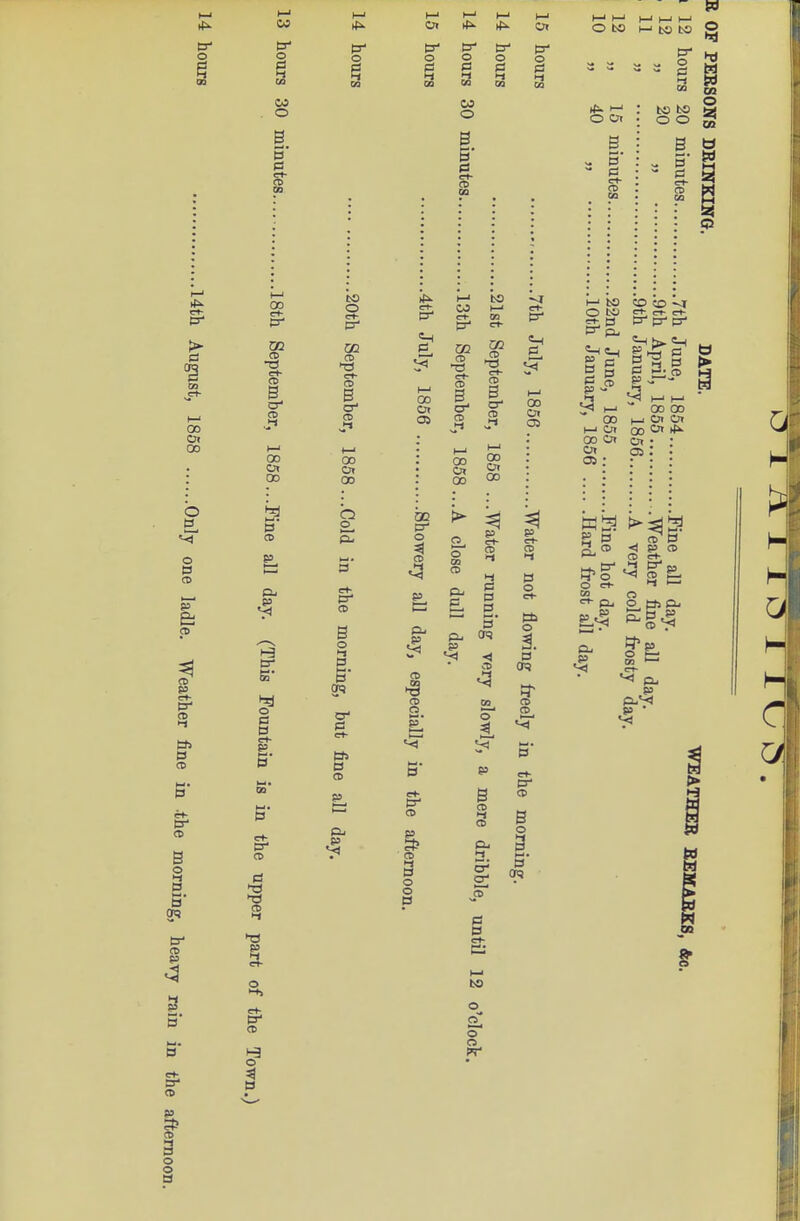 STATISTICS.
R OF PERSONS DRINKING. DATE. WEATHER REMARKS, &c.
12 hours 20 minutes.........7th June, 1854.........Fine all day.
12 „ 20 „ .........9th April, 1855.........Weather fine all day.
11 „ .........9th January, 1856.........A very cold frosty day.
12 „ 15 minutes.........22nd June, 1855.........Fine hot day.
10 „ 40 „ .........10th January, 1856 ....Hard frost all day.
15 hours .........7th July, 1856.........Water not flowing freely in the morning.
14 hours .........21st September, 1858 ...Water running very slowly, a mere dribble, until 12 o'clock.
14 hours 30 minutes.........13th September, 1858 ...A close dull day.
15 hours .........4th July, 1856 .........Showery all day, especially in the afternoon.
14 hours .........20th September, 1858...Cold in the morning, but fine all day.
13 hours 30 minutes.........18th September, 1858...Fine all day. (This Fountain is in the upper part of the Town.)
14 hours .........14th August, 1858 ......Only one ladle. Weather fine in the morning, heavy rain in the afternoon.